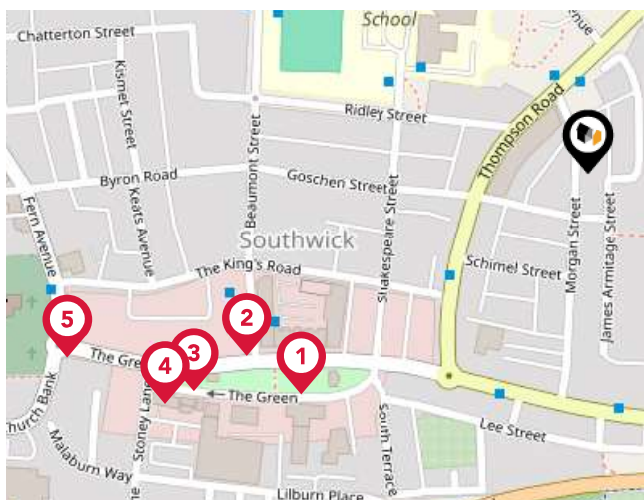 School
Chatterton Street
Kismet Street
Ridley Street
Thompson Road
Beaumont Street
Byron Road
Goschen Street
Keats Avenue
Shakespeare Street
Fern Avenue
Southwick
Morgan Street
James Armitage Street
The King's Road
Schimel Street
5
2
3
1
4
The Gree
The Green
Stoney Lane
Church Bank
Lee Street
South Terrace
Malaburn Way
Lilburn Place